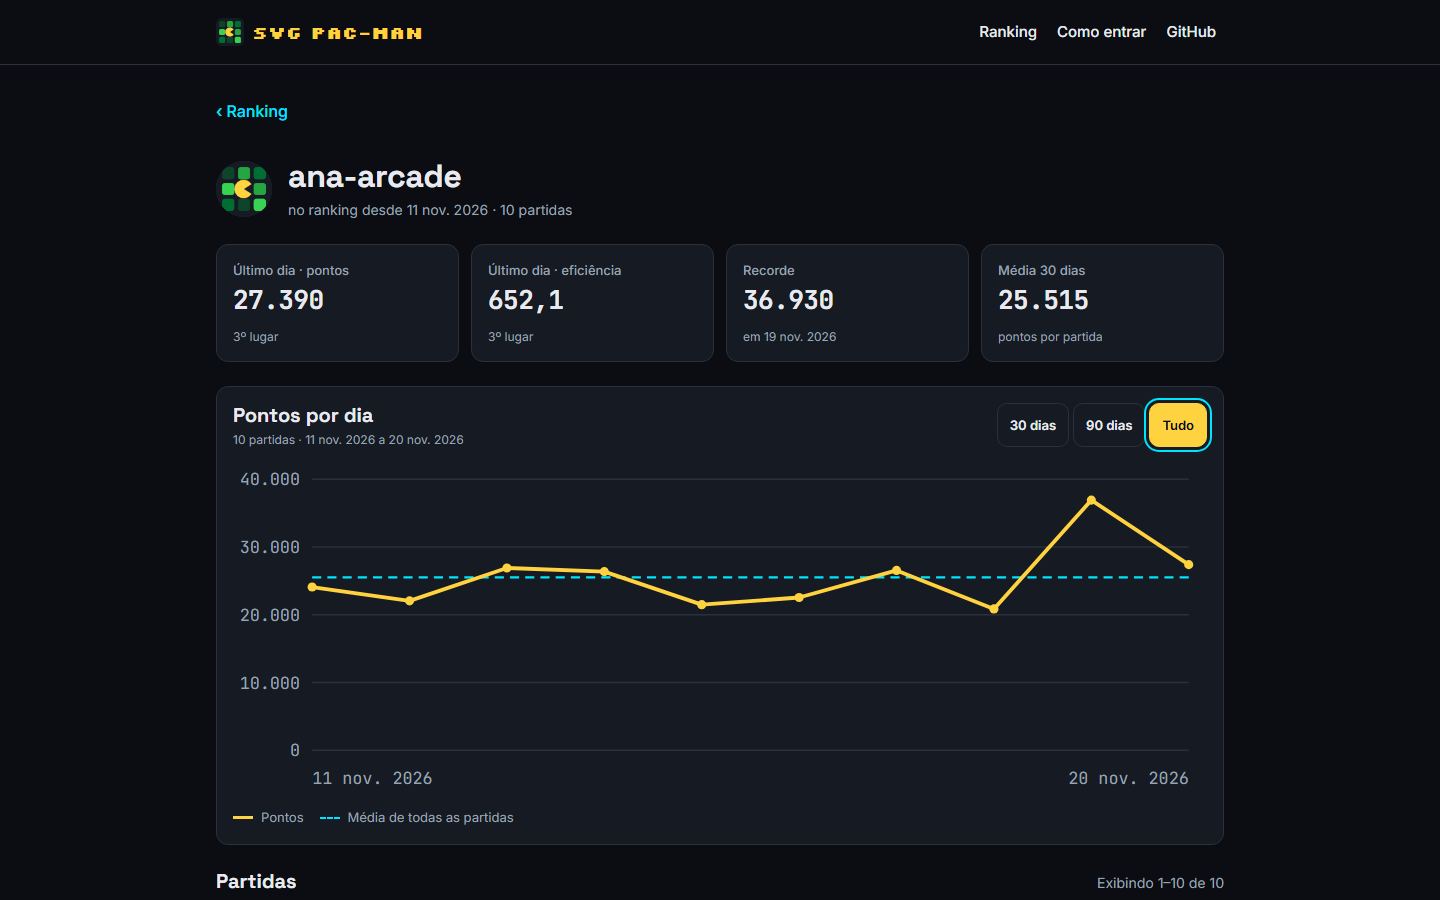 SVG PAC-MAN
Ranking Como entrar GitHub
‹ Ranking
ana-arcade
no ranking desde 11 nov. 2026 · 10 partidas
Último dia · pontos
27.390
3º lugar
Último dia · eficiência
652,1
3º lugar
Recorde
36.930
em 19 nov. 2026
Média 30 dias
25.515
pontos por partida
Pontos por dia
10 partidas · 11 nov. 2026 a 20 nov. 2026
30 dias 90 dias Tudo
40.000
30.000
20.000
10.000
0
11 nov. 2026 20 nov. 2026
Pontos Média de todas as partidas
Partidas
Exibindo 1–10 de 10